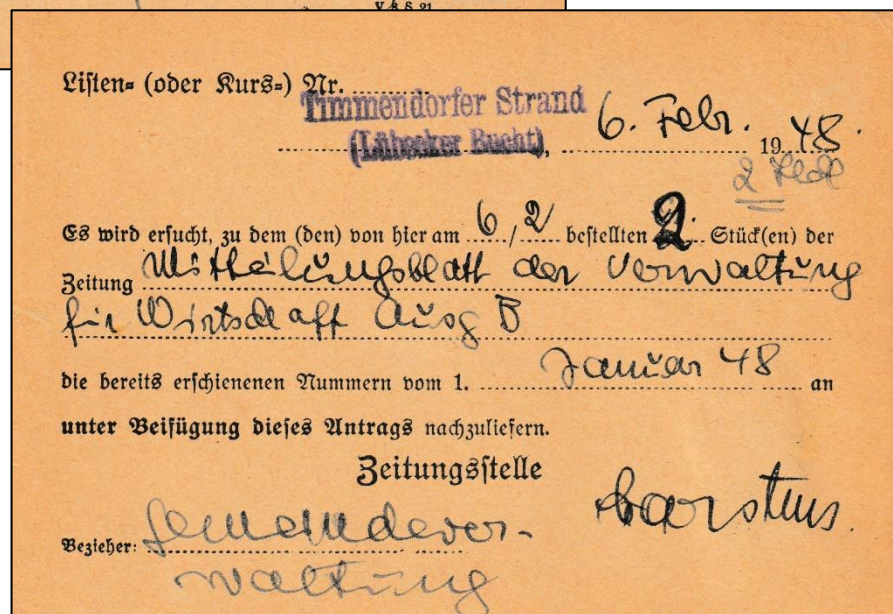 V & § 21
Listen= (oder Kurs=) Nr. ............
Timmendorfer Strand
(Lübecker Bucht), 6. Febr. 1948.
Es wird ersucht, zu dem (den) von hier am 6./2. bestellten 2. Stück(en) der
Zeitung Mitteilungsblatt der Verwaltung
für Wirtschaft Ausg B
die bereits erschienenen Nummern vom 1. Januar 48 an
unter Beifügung dieses Antrags nachzuliefern.
Zeitungsstelle
Carstens.
Bezieher: Gemeindever-
waltung